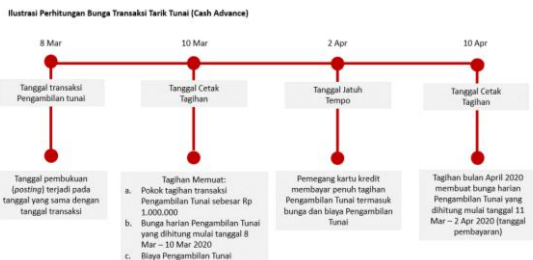 Ilustrasi Perhitungan Bunga Transaksi Tarik Tunai (Cash Advance)
8 Mar
10 Mar
2 Apr
10 Apr
Tanggal transaksi
Pengambilan tunai
Tanggal Cetak
Tagihan
Tanggal Jatuh
Tempo
Tanggal Cetak
Tagihan
Tanggal pembukuan
(posting) terjadi pada
tanggal yang sama dengan
tanggal transaksi
Tagihan Memuat:
a. Pokok tagihan transaksi
Pengambilan Tunai sebesar Rp
1.000.000
b. Bunga harian Pengambilan Tunai
yang dihitung mulai tanggal 8
Mar – 10 Mar 2020
c. Biaya Pengambilan Tunai
Pemegang kartu kredit
membayar penuh tagihan
Pengambilan Tunai termasuk
bunga dan biaya Pengambilan
Tunai
Tagihan bulan April 2020
membuat bunga harian
Pengambilan Tunai yang
dihitung mulai tanggal 11
Mar – 2 Apr 2020 (tanggal
pembayaran)